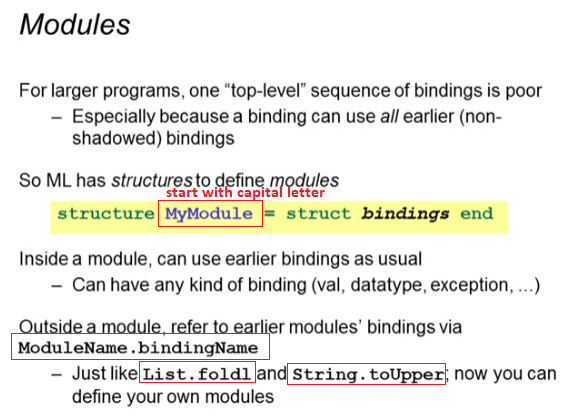 Modules
For larger programs, one “top-level” sequence of bindings is poor
– Especially because a binding can use all earlier (non-
shadowed) bindings
So ML has structures to define modules
start with capital letter
structure MyModule = struct bindings end
Inside a module, can use earlier bindings as usual
– Can have any kind of binding (val, datatype, exception, ...)
Outside a module, refer to earlier modules’ bindings via
ModuleName.bindingName
– Just like List.foldl and String.toUpper; now you can
define your own modules